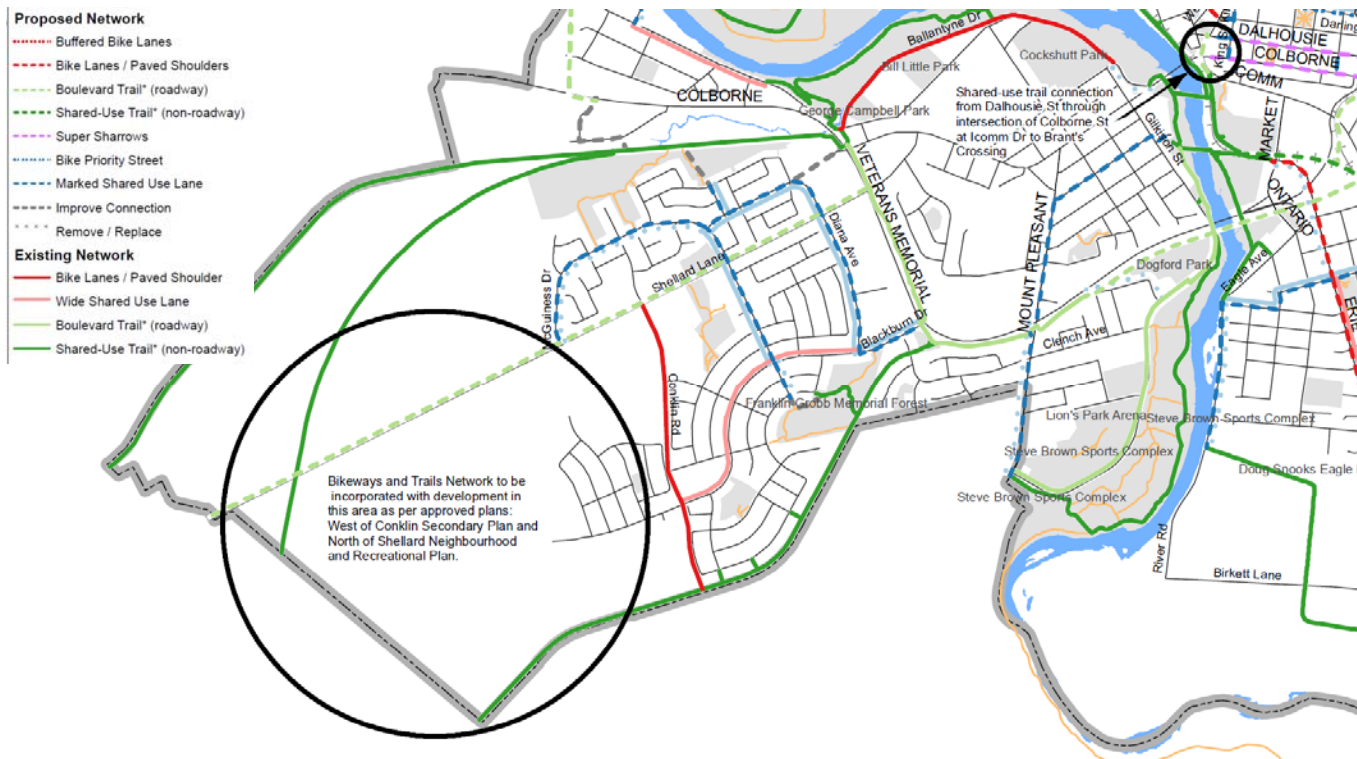 Proposed Network
Buffered Bike Lanes
Bike Lanes / Paved Shoulders
Boulevard Trail* (roadway)
Shared-Use Trail* (non-roadway)
Super Sharrows
Bike Priority Street
Marked Shared Use Lane
Improve Connection
Remove / Replace
Existing Network
Bike Lanes / Paved Shoulder
Wide Shared Use Lane
Boulevard Trail* (roadway)
Shared-Use Trail* (non-roadway)
Ballantyne Dr
Bill Little Park
Cockshutt Park
COLBORNE
George Campbell Park
DALHOUSIE
COLBORNE
Darling
King St
ICOMM
MARKET
Shared-use trail connection
from Dalhousie St through
intersection of Colborne St
at Icomm Dr to Brant's
Crossing
Gilkison St
VETERANS MEMORIAL
MOUNT PLEASANT
ONTARIO
Diana Ave
Shellard Lane
McGuiness Dr
Dogford Park
Eagle Ave
ERIE
Blackburn Dr
Clench Ave
Conklin Rd
Franklin Grobb Memorial Forest
Lion's Park Arena
Steve Brown Sports Complex
Steve Brown Sports Complex
Doug Snooks Eagle
Steve Brown Sports Complex
Bikeways and Trails Network to be
incorporated with development in
this area as per approved plans:
West of Conklin Secondary Plan and
North of Shellard Neighbourhood
and Recreational Plan.
River Rd
Birkett Lane